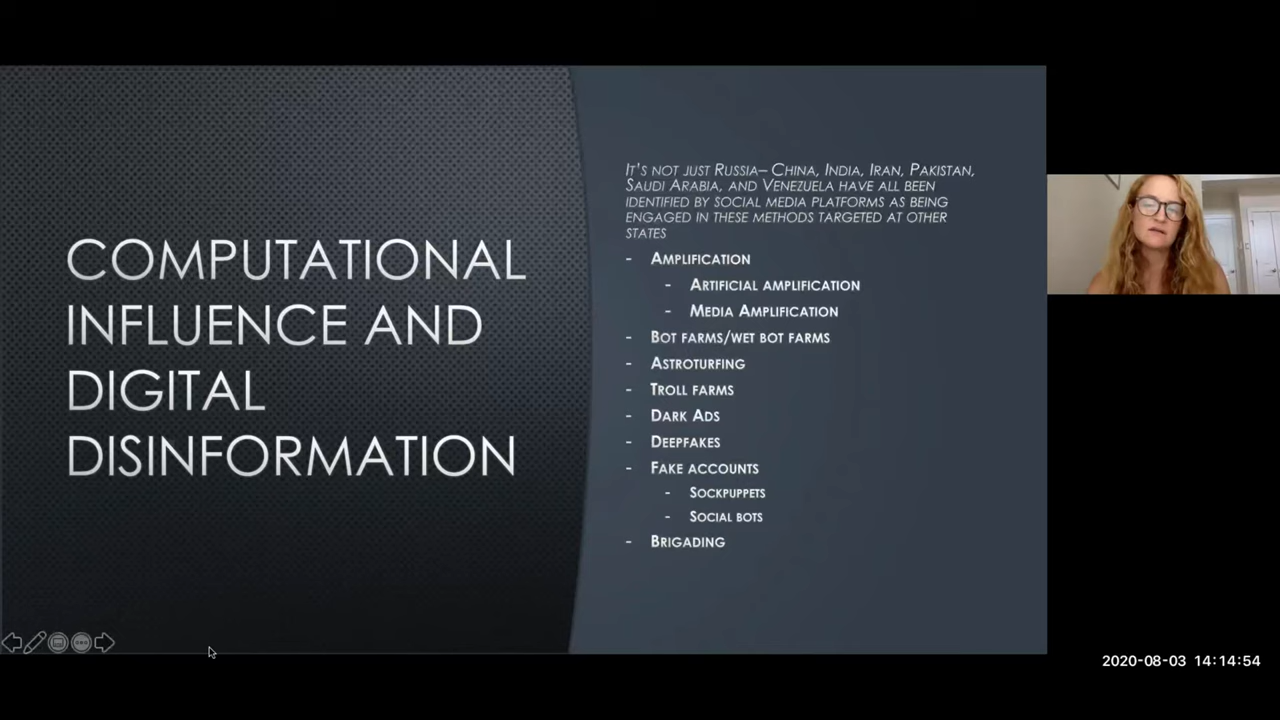 COMPUTATIONAL
INFLUENCE AND
DIGITAL
DISINFORMATION
IT'S NOT JUST RUSSIA– CHINA, INDIA, IRAN, PAKISTAN,
SAUDI ARABIA, AND VENEZUELA HAVE ALL BEEN
IDENTIFIED BY SOCIAL MEDIA PLATFORMS AS BEING
ENGAGED IN THESE METHODS TARGETED AT OTHER
STATES
- AMPLIFICATION
- ARTIFICIAL AMPLIFICATION
- MEDIA AMPLIFICATION
- BOT FARMS/WET BOT FARMS
- ASTROTURFING
- TROLL FARMS
- DARK ADS
- DEEPFAKES
- FAKE ACCOUNTS
- SOCKPUPPETS
- SOCIAL BOTS
- BRIGADING
2020-08-03 14:14:54